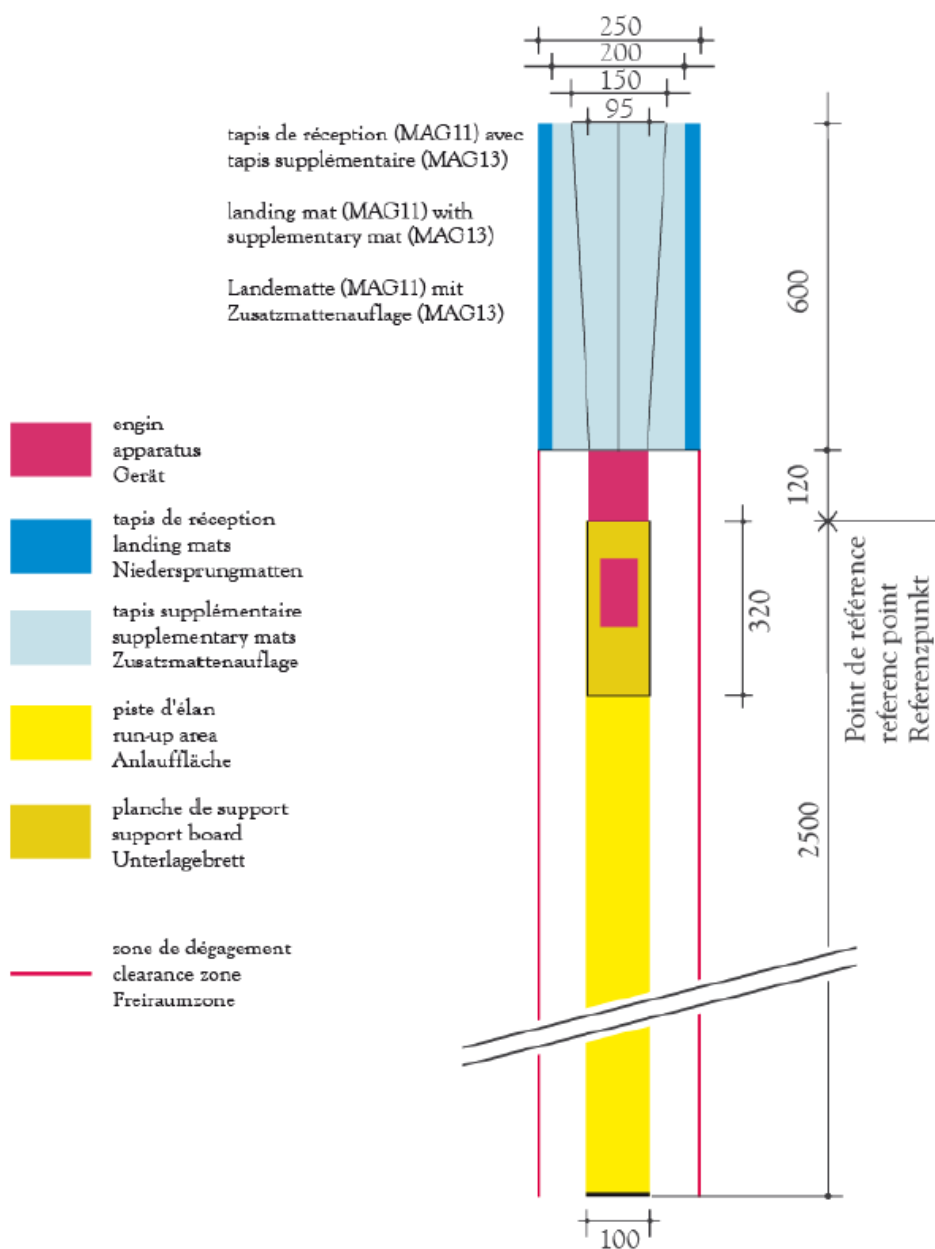 250
200
150
95
tapis de réception (MAG11) avec
tapis supplémentaire (MAG13)
landing mat (MAG11) with
supplementary mat (MAG13)
Landematte (MAG11) mit
Zusatzmattenauflage (MAG13)
600
engin
apparatus
Gerät
120
tapis de réception
landing mats
Niedersprungmatten
320
Point de référence
referenc point
Referenzpunkt
tapis supplémentaire
supplementary mats
Zusatzmattenauflage
piste d'élan
run-up area
Anlauffläche
planche de support
support board
Unterlagebrett
2500
zone de dégagement
clearance zone
Freiraumzone
100